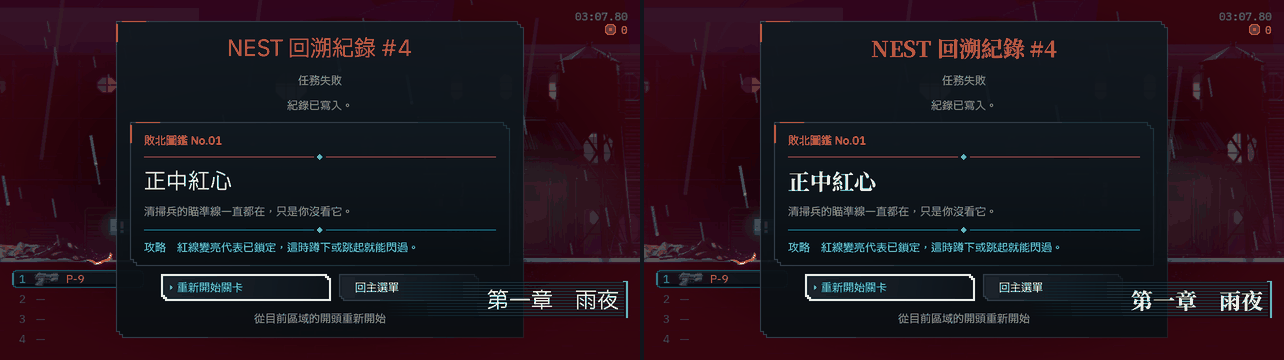 03:07.80
0
NEST 回溯紀錄 #4
任務失敗
紀錄已寫入。
敗北圖鑑 No.01
正中紅心
清掃兵的瞄準線一直都在，只是你沒看它。
攻略　紅線變亮代表已鎖定，這時蹲下或跳起就能閃過。
1 P-9
重新開始關卡
回主選單
2 —
第一章　雨夜
3 —
從目前區域的開頭重新開始
4 —
03:07.80
0
NEST 回溯紀錄 #4
任務失敗
紀錄已寫入。
敗北圖鑑 No.01
正中紅心
清掃兵的瞄準線一直都在，只是你沒看它。
攻略　紅線變亮代表已鎖定，這時蹲下或跳起就能閃過。
1 P-9
重新開始關卡
回主選單
2 —
第一章　雨夜
3 —
從目前區域的開頭重新開始
4 —